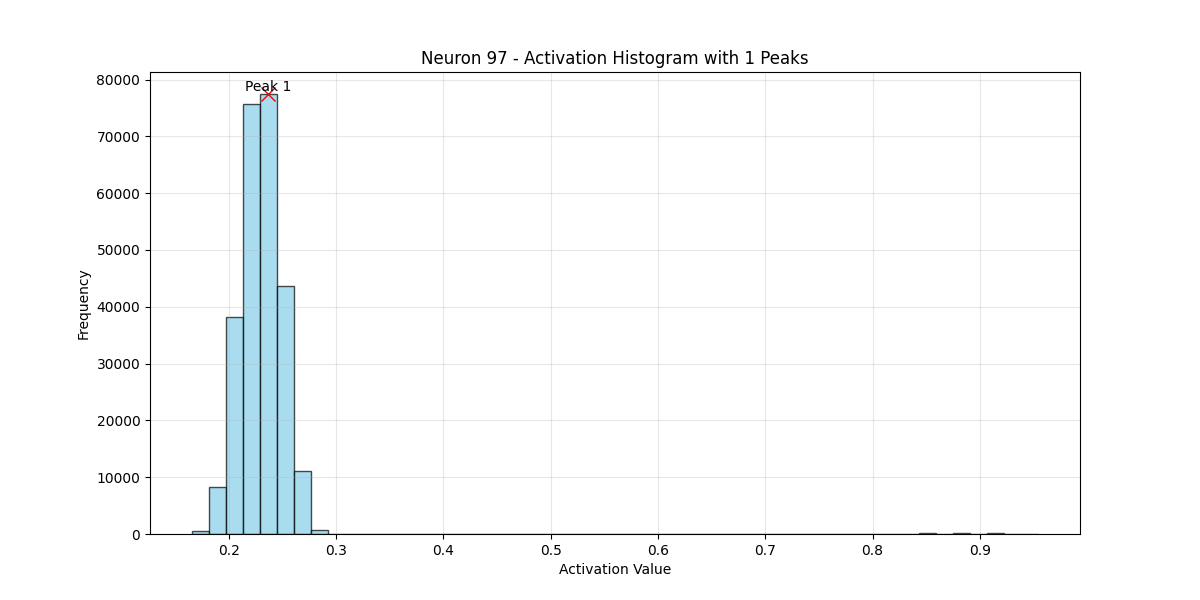 Neuron 97 - Activation Histogram with 1 Peaks
80000
Peak 1
70000
60000
50000
40000
30000
20000
10000
0
Frequency
0.2 0.3 0.4 0.5 0.6 0.7 0.8 0.9
Activation Value